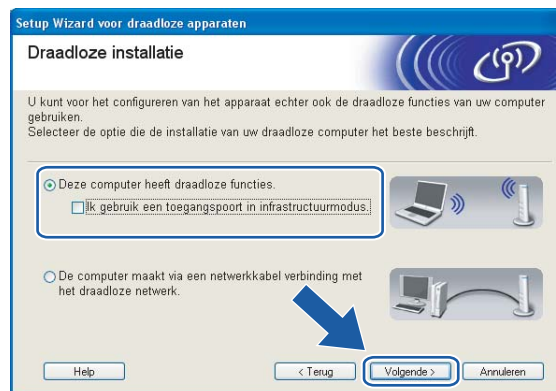 Setup Wizard voor draadloze apparaten
Draadloze installatie
U kunt voor het configureren van het apparaat echter ook de draadloze functies van uw computer
gebruiken.
Selecteer de optie die de installatie van uw draadloze computer het beste beschrijft.
Deze computer heeft draadloze functies.
Ik gebruik een toegangspoort in infrastructuurmodus.
De computer maakt via een netwerkkabel verbinding met
het draadloze netwerk.
Help
< Terug
Volgende >
Annuleren